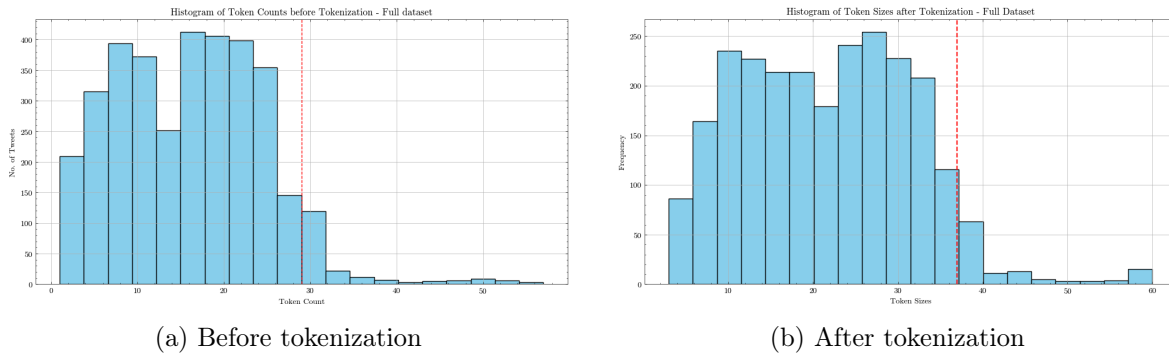 Histogram of Token Counts before Tokenization - Full dataset
No. of Tweets
400
350
300
250
200
150
100
50
0
0 10 20 30 40 50
Token Count
(a) Before tokenization
Histogram of Token Sizes after Tokenization - Full Dataset
Frequency
250
200
150
100
50
0
10 20 30 40 50 60
Token Sizes
(b) After tokenization